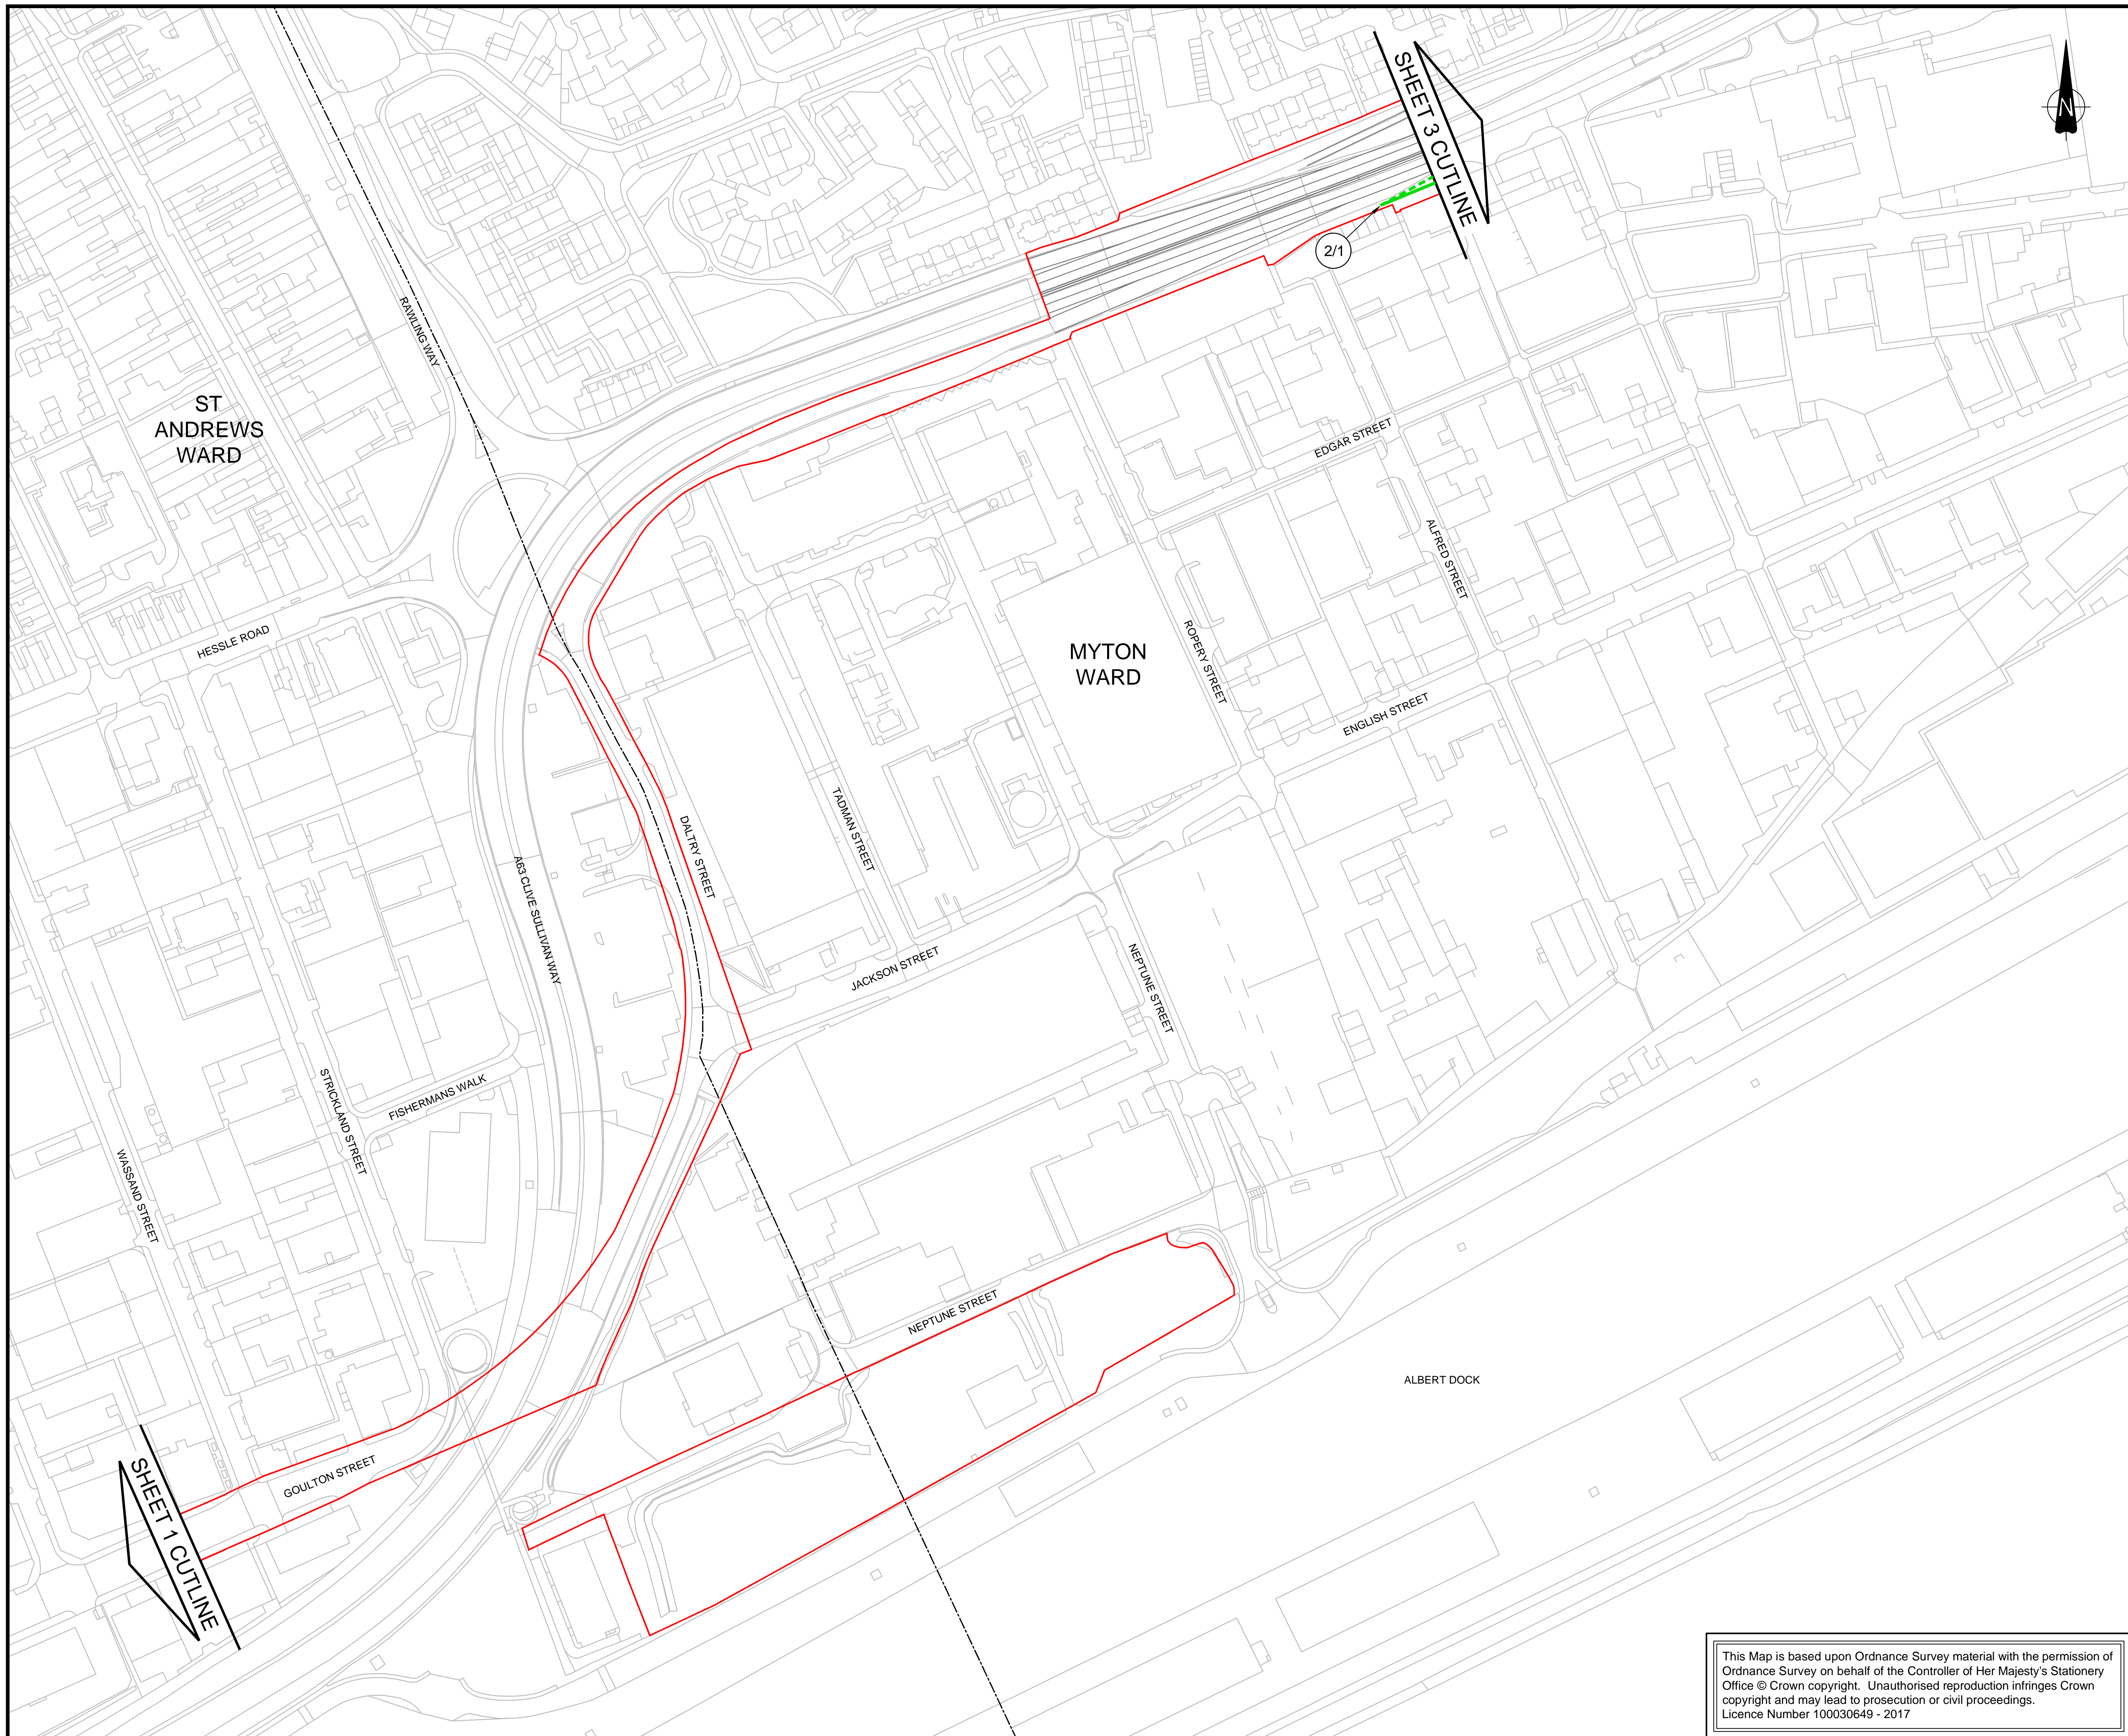 SHEET 3 CUTLINE
N
2/1
RAWLING WAY
ST
ANDREWS
WARD
EDGAR STREET
ALFRED STREET
HESSLE ROAD
MYTON
WARD
ROPERY STREET
ENGLISH STREET
TADMAN STREET
DALTRY STREET
A63 CLIVE SULLIVAN WAY
JACKSON STREET
NEPTUNE STREET
FISHERMANS WALK
STRICKLAND STREET
WASSAND STREET
NEPTUNE STREET
ALBERT DOCK
GOULTON STREET
SHEET 1 CUTLINE
This Map is based upon Ordnance Survey material with the permission of
Ordnance Survey on behalf of the Controller of Her Majesty's Stationery
Office © Crown copyright. Unauthorised reproduction infringes Crown
copyright and may lead to prosecution or civil proceedings.
Licence Number 100030649 - 2017